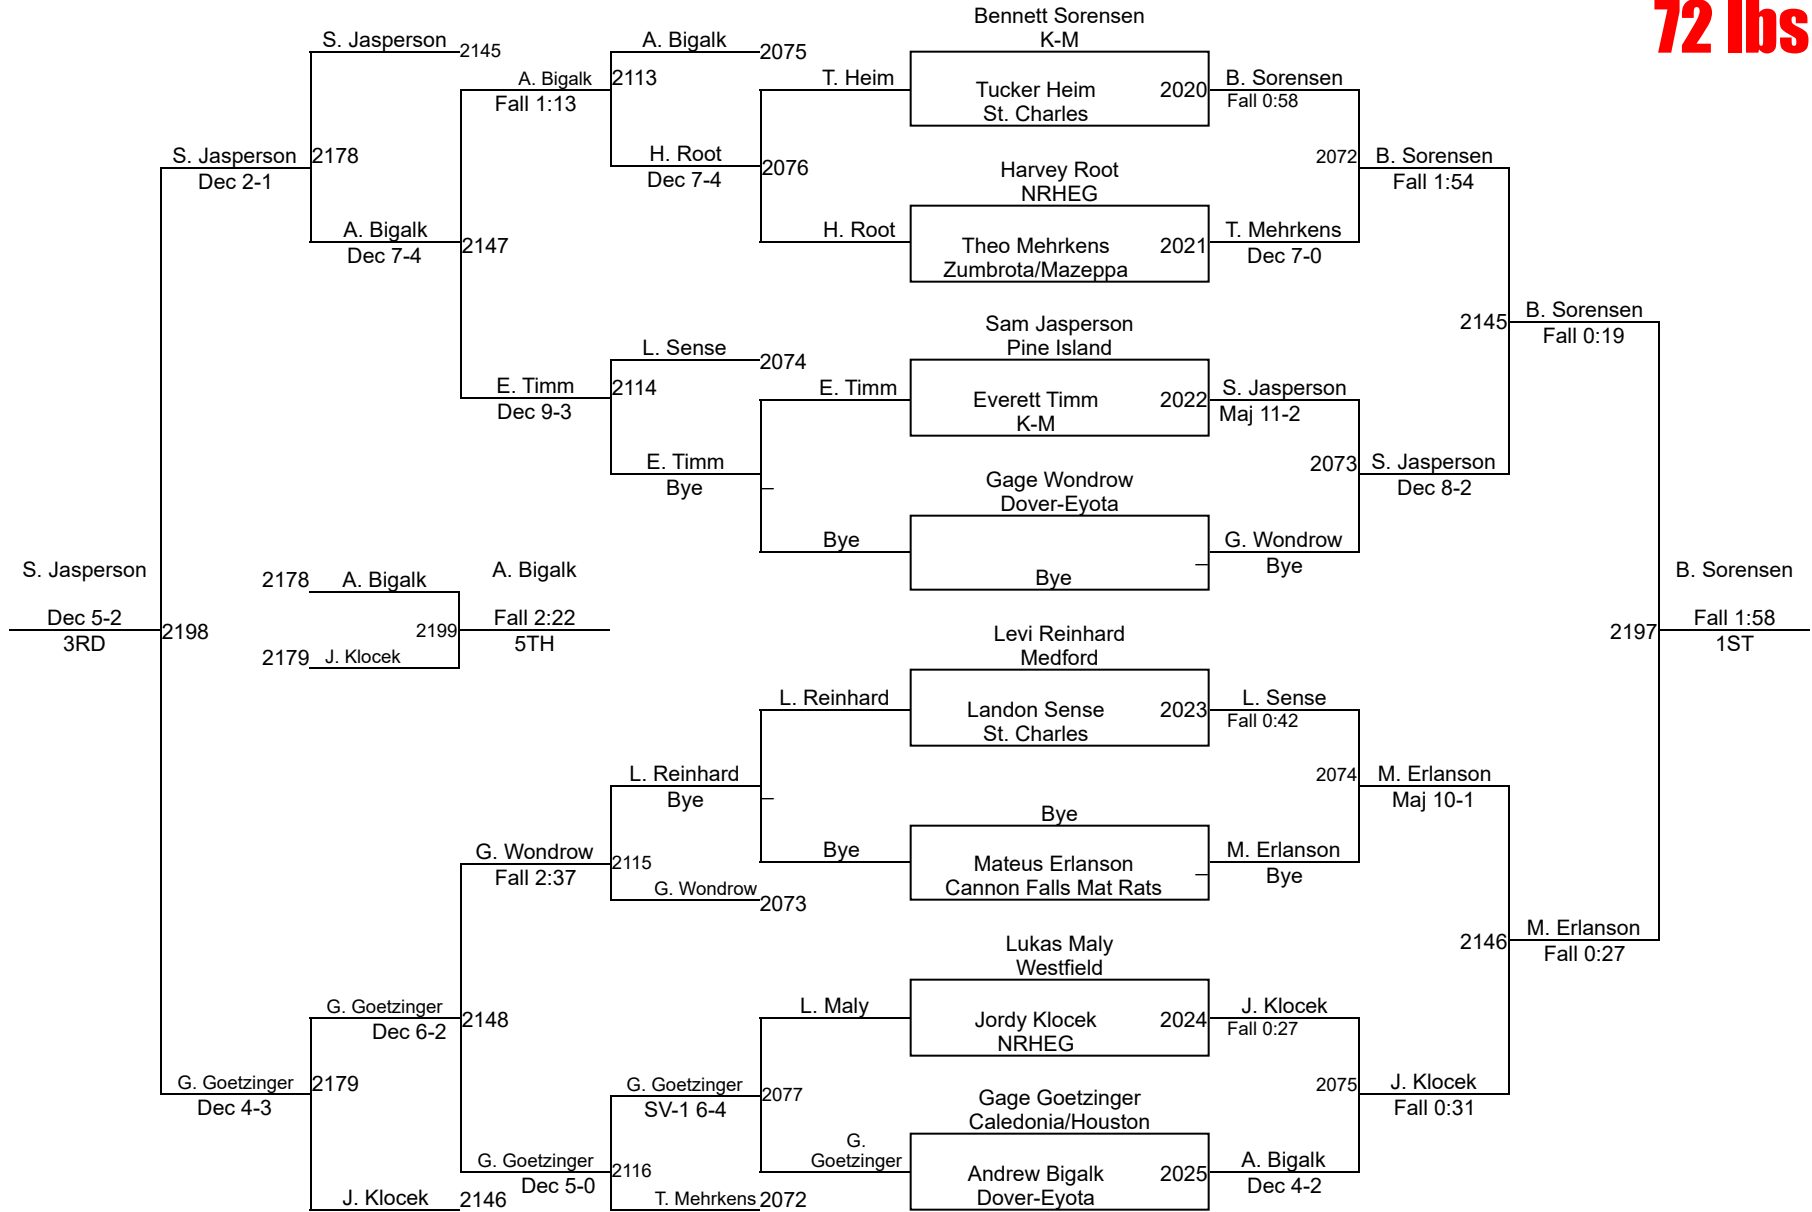 72 lbs
Bennett Sorensen
K-M
S. Jasperson
2145
A. Bigalk
2075
A. Bigalk
2113
T. Heim
Tucker Heim
2020
B. Sorensen
Fall 1:13
St. Charles
Fall 0:58
S. Jasperson
2178
H. Root
2076
Harvey Root
2072
B. Sorensen
Dec 2-1
Dec 7-4
NRHEG
Fall 1:54
A. Bigalk
2147
H. Root
Theo Mehrkens
2021
T. Mehrkens
Dec 7-4
Zumbrota/Mazeppa
Dec 7-0
Sam Jasperson
2145
B. Sorensen
Pine Island
Fall 0:19
L. Sense
2074
E. Timm
2114
E. Timm
Everett Timm
2022
S. Jasperson
Dec 9-3
K-M
Maj 11-2
E. Timm
2073
S. Jasperson
Bye
–
Gage Wondrow
Dec 8-2
Dover-Eyota
Bye
G. Wondrow
–
Bye
Bye
S. Jasperson
2178
A. Bigalk
A. Bigalk
B. Sorensen
Dec 5-2
2198
2199
Fall 2:22
2197
Fall 1:58
3RD
5TH
1ST
2179
J. Klocek
Levi Reinhard
Medford
L. Reinhard
Landon Sense
2023
L. Sense
St. Charles
Fall 0:42
L. Reinhard
2074
M. Erlanson
Bye
–
Maj 10-1
Bye
G. Wondrow
2115
Bye
Mateus Erlanson
–
M. Erlanson
Fall 2:37
Cannon Falls Mat Rats
Bye
G. Wondrow
2073
Lukas Maly
2146
M. Erlanson
Westfield
Fall 0:27
G. Goetzinger
2148
L. Maly
Jordy Klocek
2024
J. Klocek
Dec 6-2
NRHEG
Fall 0:27
G. Goetzinger
2179
G. Goetzinger
2077
Gage Goetzinger
2075
J. Klocek
Dec 4-3
SV-1 6-4
Caledonia/Houston
Fall 0:31
G. Goetzinger
2116
G.
Goetzinger
Andrew Bigalk
2025
A. Bigalk
Dec 5-0
Dover-Eyota
Dec 4-2
J. Klocek
2146
T. Mehrkens
2072